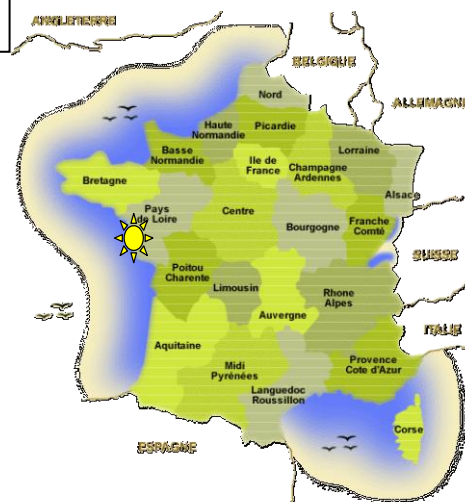 ANGLETERRE
BELGIQUE
Nord
ALLEMAGNE
Haute
Normandie
Picardie
Basse
Normandie
Ile de
France
Lorraine
Champagne
Ardennes
Bretagne
Alsace
Pays
de Loire
Centre
Bourgogne
Franche
Comté
SUISSE
Poitou
Charente
Limousin
Rhone
Alpes
Auvergne
ITALIE
Aquitaine
Midi
Pyrénées
Provence
Cote d'Azur
Languedoc
Roussillon
Corse
ESPAGNE